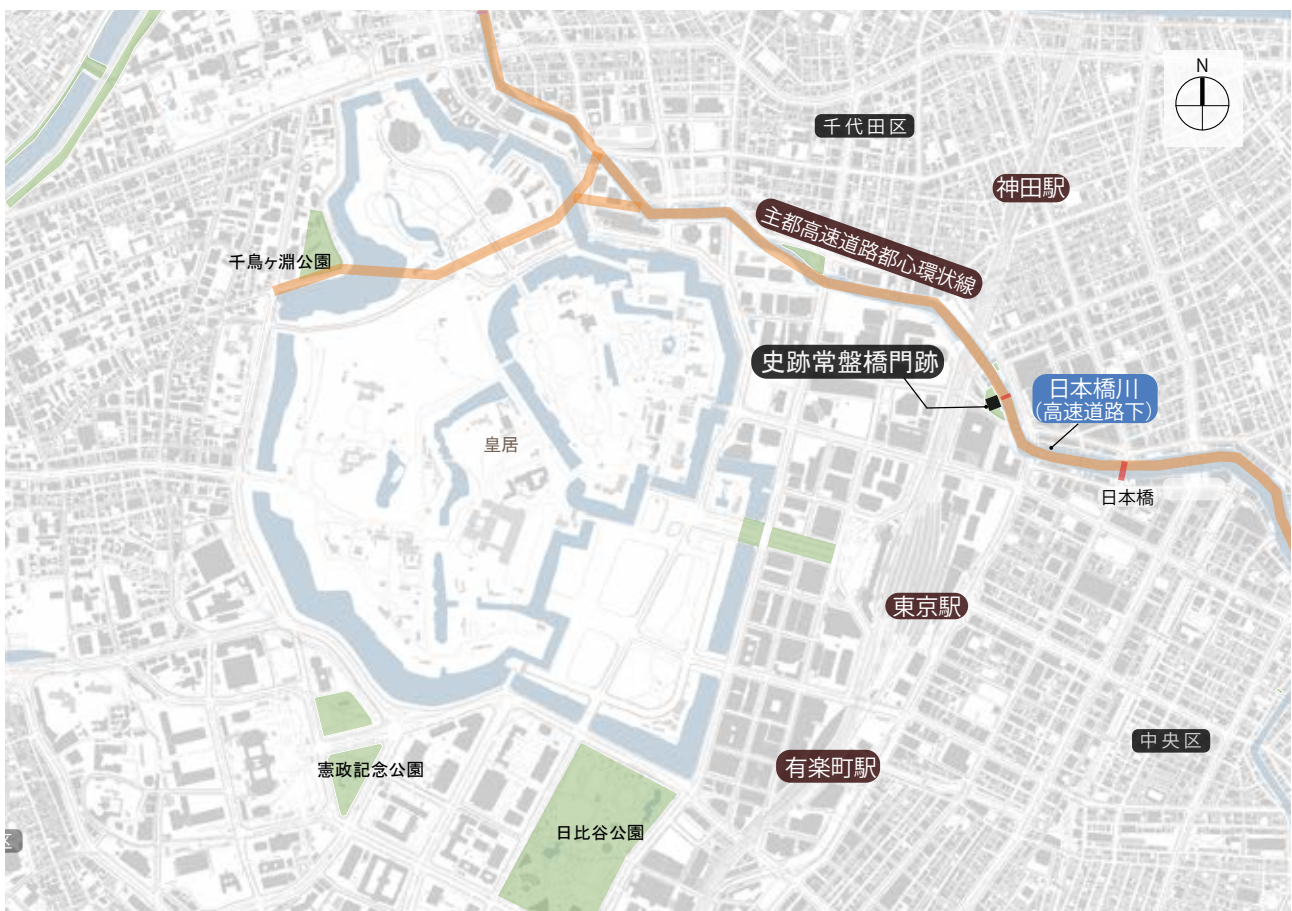 N
千代田区
神田駅
主都高速道路都心環状線
千鳥ヶ淵公園
史跡常盤橋門跡
日本橋川
(高速道路下)
皇居
日本橋
東京駅
中央区
有楽町駅
憲政記念公園
日比谷公園
区